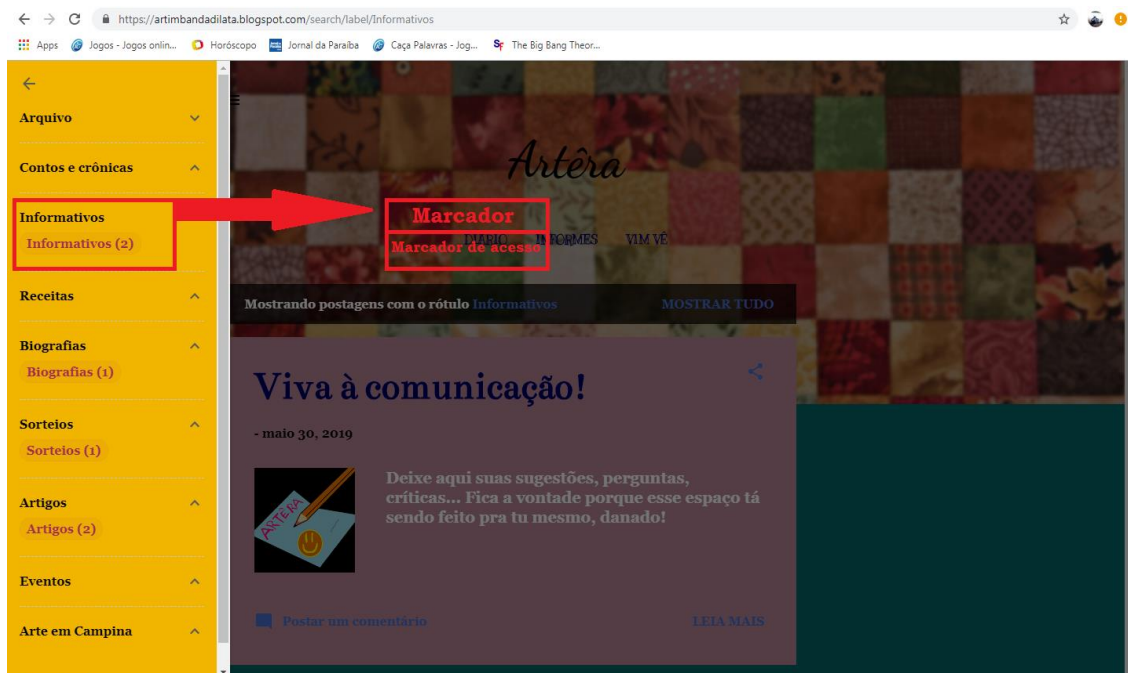 https://artimbandadilata.blogspot.com/search/label/Informativos
Apps Jogos - Jogos onlin... Horóscopo Jornal da Paraíba Caça Palavras - Jog... Sf The Big Bang Theor...
Arquivo
Contos e crônicas
Informativos
Informativos (2)
Receitas
Biografias
Biografias (1)
Sorteios
Sorteios (1)
Artigos
Artigos (2)
Eventos
Arte em Campina
Artêra
Marcador
Marcador de acesso
DIÁRIO INFORMES VIM VÊ
Mostrando postagens com o rótulo Informativos MOSTRAR TUDO
Viva à comunicação!
- maio 30, 2019
ARTÊRA
Deixe aqui suas sugestões, perguntas,
críticas... Fica a vontade porque esse espaço tá
sendo feito pra tu mesmo, danado!
Postar um comentário LEIA MAIS